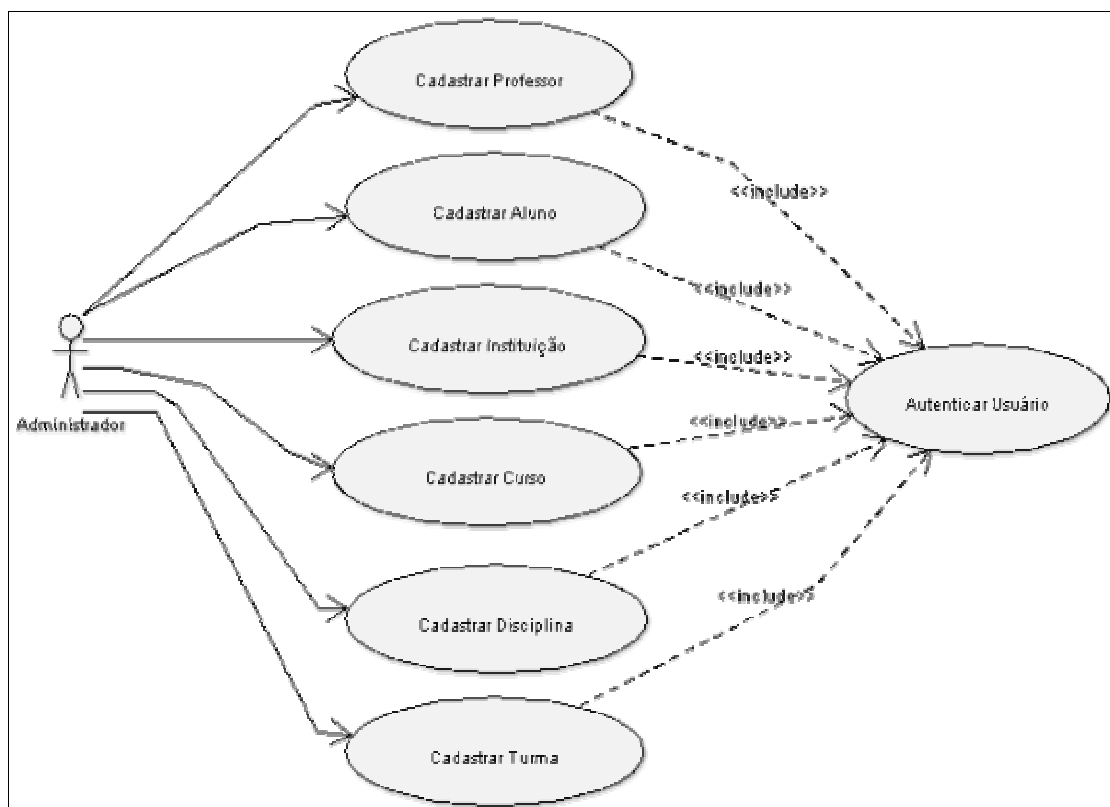 Cadastrar Professor
<<include>>
Cadastrar Aluno
<<include>>
Cadastrar Instituição
<<include>>
Autenticar Usuário
Administrador
<<include>>
Cadastrar Curso
<<include>>
Cadastrar Disciplina
<<include>>
Cadastrar Turma